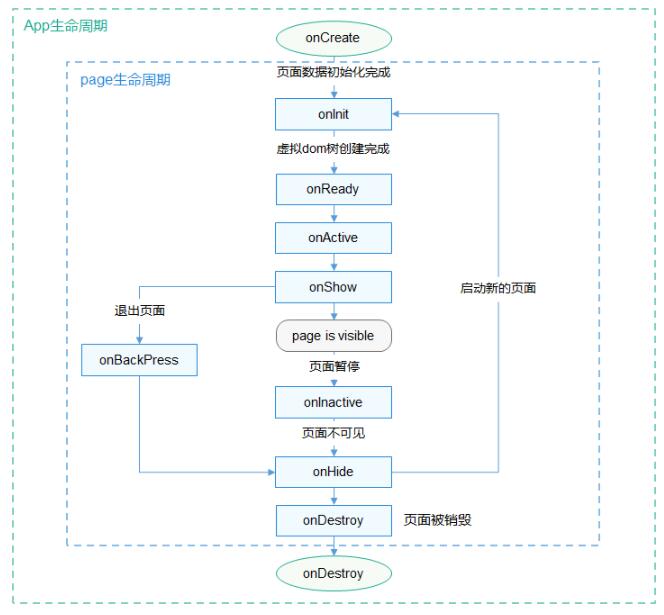 App生命周期
onCreate
page生命周期
页面数据初始化完成
onInit
虚拟dom树创建完成
onReady
onActive
onShow
启动新的页面
退出页面
page is visible
onBackPress
页面暂停
onInactive
页面不可见
onHide
onDestroy
页面被销毁
onDestroy